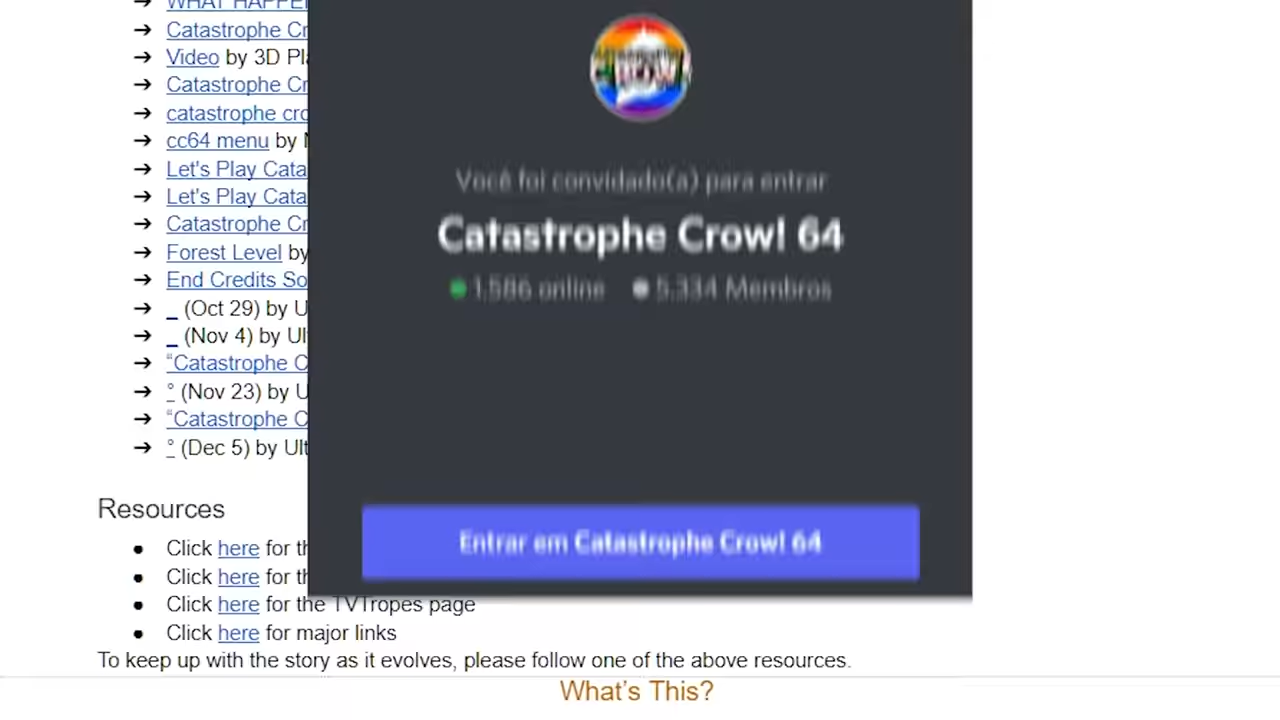 WHAT HAPPE
Catastrophe Cr
Video by 3D Pl
Catastrophe Cr
catastrophe cro
cc64 menu by
Let's Play Cata
Let's Play Cata
Catastrophe Cr
Forest Level by
End Credits So
_ (Oct 29) by U
_ (Nov 4) by Ul
“Catastrophe C
° (Nov 23) by U
“Catastrophe C
° (Dec 5) by Ult
CROW!
Você foi convidado(a) para entrar
Catastrophe Crow! 64
1.586 online 5.334 Membros
Entrar em Catastrophe Crow! 64
Resources
Click here for th
Click here for th
Click here for the TVTropes page
Click here for major links
To keep up with the story as it evolves, please follow one of the above resources.
What's This?